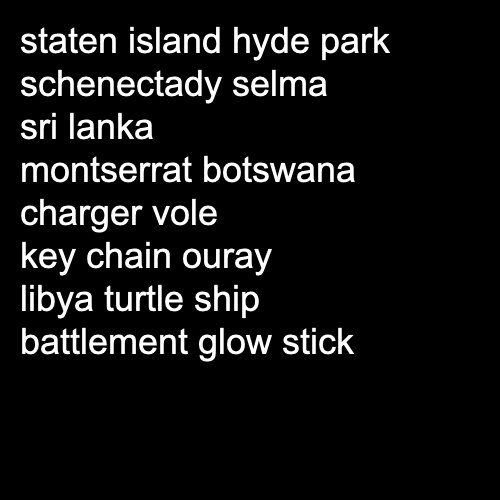 staten island hyde park
schenectady selma
sri lanka
montserrat botswana
charger vole
key chain ouray
libya turtle ship
battlement glow stick